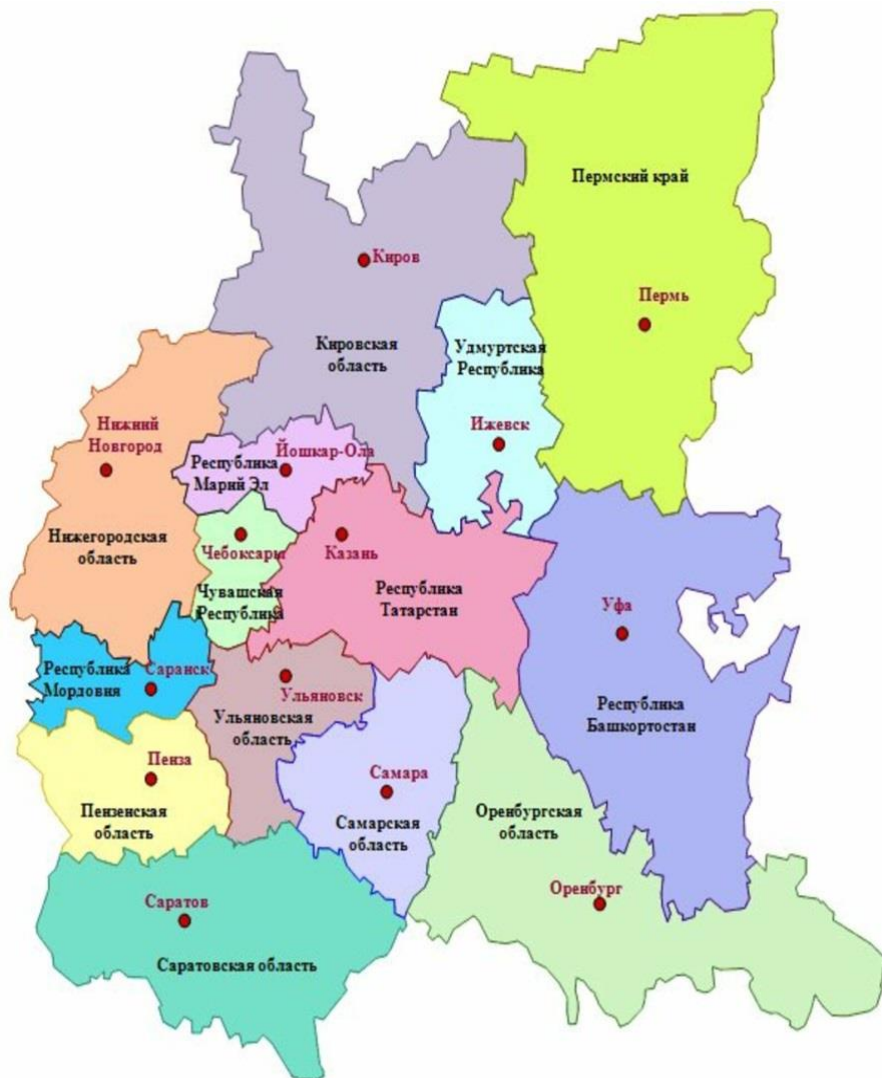 Пермский край
Киров
Пермь
Кировская
область
Удмуртская
Республика
Нижний
Новгород
Ижевск
Йошкар-Ола
Республика
Марий Эл
Нижегородская
область
Чебоксары
Казань
Чувашская
Республика
Республика
Татарстан
Уфа
Республика
Мордовия
Саранск
Ульяновск
Ульяновская
область
Республика
Башкортостан
Пенза
Самара
Пензенская
область
Самарская
область
Оренбургская
область
Саратов
Оренбург
Саратовская область